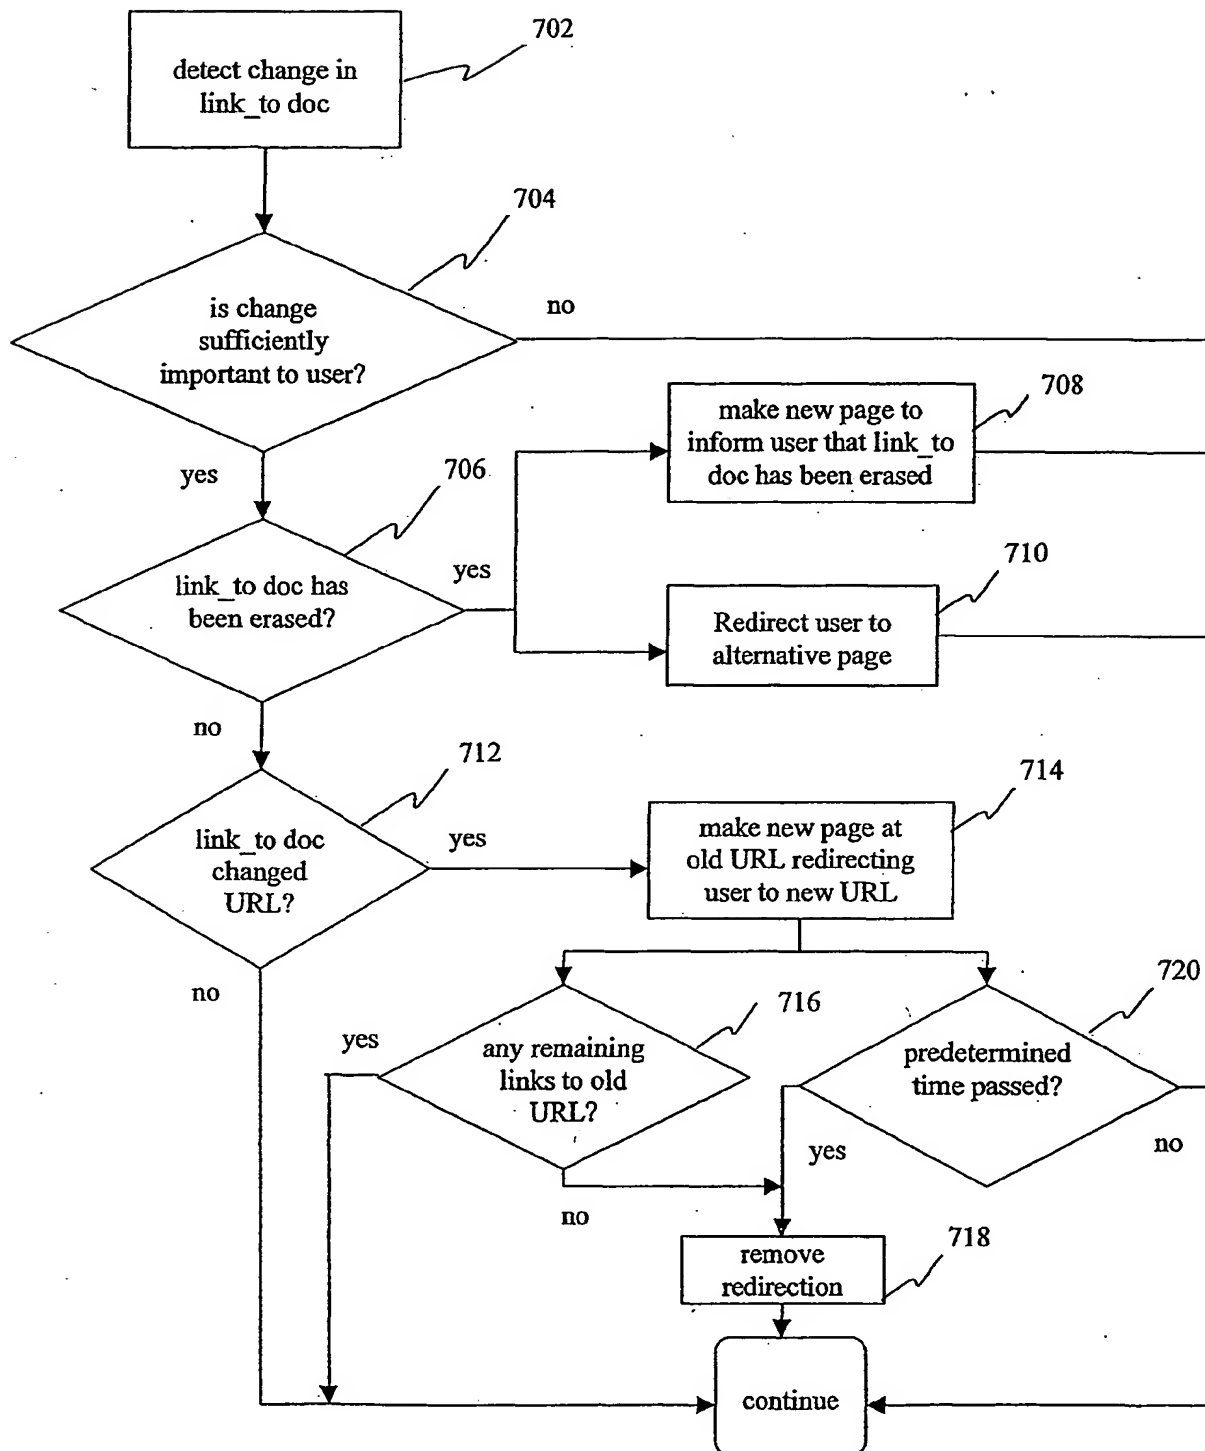 702
detect change in
link_to doc
704
is change
sufficiently
important to user?
no
yes
708
make new page to
inform user that link_to
doc has been erased
706
link_to doc has
been erased?
yes
710
Redirect user to
alternative page
no
712
link_to doc
changed
URL?
yes
714
make new page at
old URL redirecting
user to new URL
no
716
yes
any remaining
links to old
URL?
no
720
predetermined
time passed?
yes
no
718
remove
redirection
continue